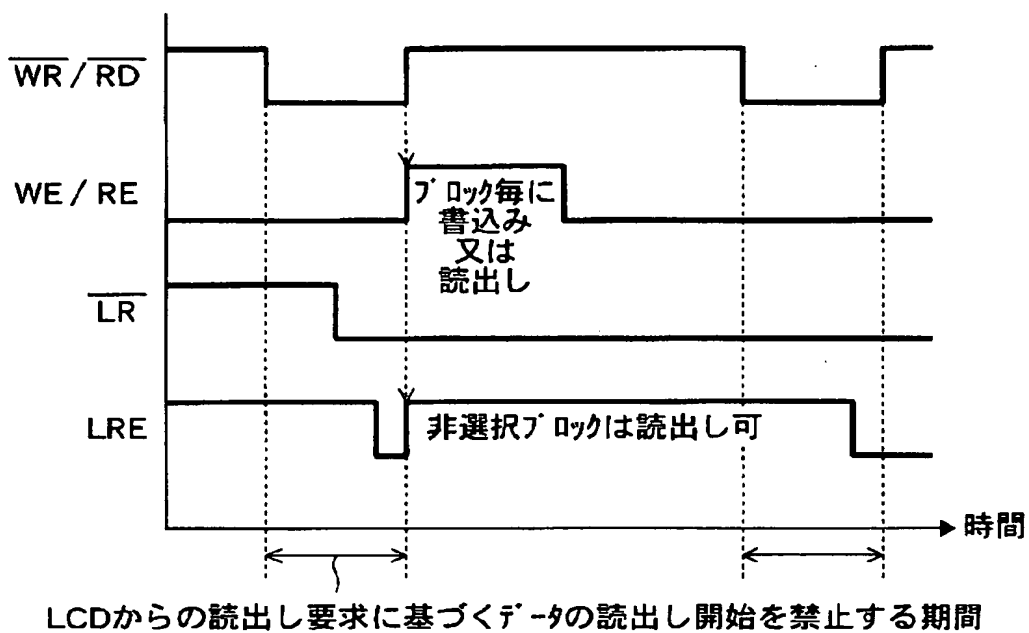 W̅R̅/R̅D̅
WE/RE
ブロック毎に
書込み
又は
読出し
L̅R̅
LRE
非選択ブロックは読出し可
時間
LCDからの読出し要求に基づくデータの読出し開始を禁止する期間